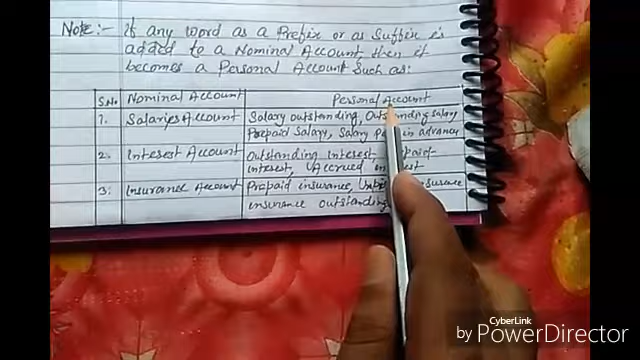 Note:- If any word as a Prefix or as Suffix is
added to a Nominal Account, then it
becomes a Personal Account such as:
S.No Nominal Account Personal Account
1. Salaries Account Salary outstanding, Outstanding salary
Prepaid Salary, Salary in advance
2. Interest Account Outstanding interest,
interest, Accrued
3. Insurance Account Prepaid insurance,
insurance
CyberLink
by PowerDirector